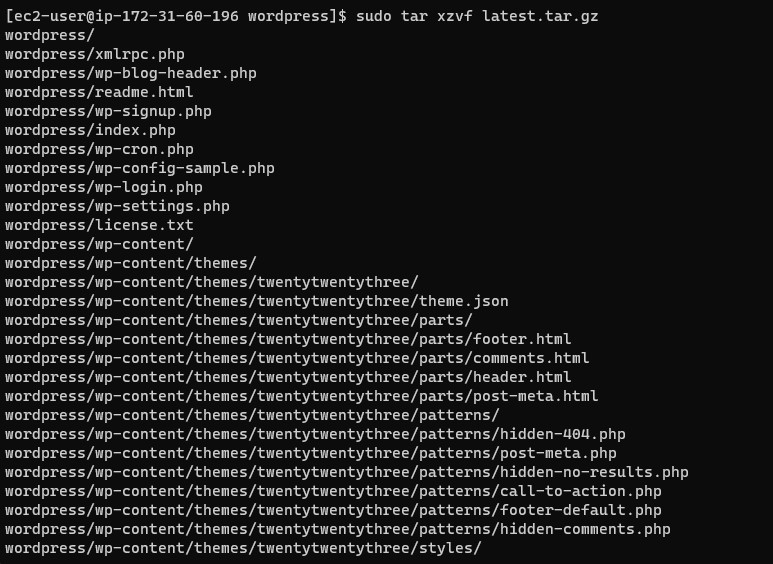 [ec2-user@ip-172-31-60-196 wordpress]$ sudo tar xzvf latest.tar.gz
wordpress/
wordpress/xmlrpc.php
wordpress/wp-blog-header.php
wordpress/readme.html
wordpress/wp-signup.php
wordpress/index.php
wordpress/wp-cron.php
wordpress/wp-config-sample.php
wordpress/wp-login.php
wordpress/wp-settings.php
wordpress/license.txt
wordpress/wp-content/
wordpress/wp-content/themes/
wordpress/wp-content/themes/twentytwentythree/
wordpress/wp-content/themes/twentytwentythree/theme.json
wordpress/wp-content/themes/twentytwentythree/parts/
wordpress/wp-content/themes/twentytwentythree/parts/footer.html
wordpress/wp-content/themes/twentytwentythree/parts/comments.html
wordpress/wp-content/themes/twentytwentythree/parts/header.html
wordpress/wp-content/themes/twentytwentythree/parts/post-meta.html
wordpress/wp-content/themes/twentytwentythree/patterns/
wordpress/wp-content/themes/twentytwentythree/patterns/hidden-404.php
wordpress/wp-content/themes/twentytwentythree/patterns/post-meta.php
wordpress/wp-content/themes/twentytwentythree/patterns/hidden-no-results.php
wordpress/wp-content/themes/twentytwentythree/patterns/call-to-action.php
wordpress/wp-content/themes/twentytwentythree/patterns/footer-default.php
wordpress/wp-content/themes/twentytwentythree/patterns/hidden-comments.php
wordpress/wp-content/themes/twentytwentythree/styles/